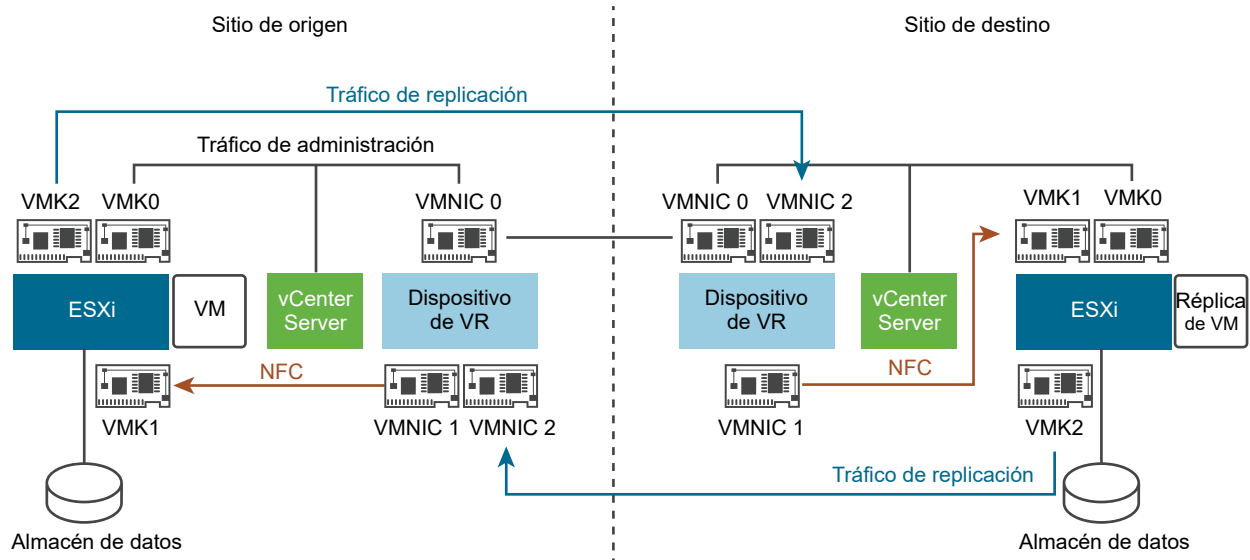 Sitio de origen
Sitio de destino
Tráfico de replicación
Tráfico de administración
VMK2
VMK0
VMNIC 0
VMNIC 0
VMNIC 2
VMK1
VMK0
ESXi
VM
vCenter
Server
Dispositivo
de VR
Dispositivo
de VR
vCenter
Server
ESXi
Réplica
de VM
NFC
NFC
VMK1
VMNIC 1
VMNIC 2
VMNIC 1
VMK2
Tráfico de replicación
Almacén de datos
Almacén de datos